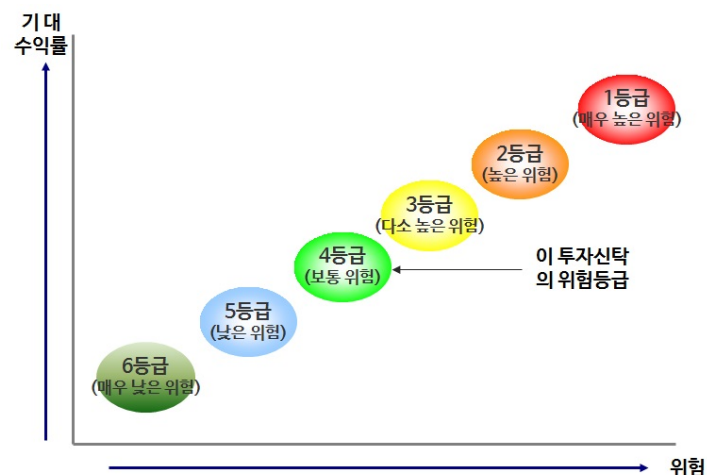 기 대
수익률
1등급
(매우 높은 위험)
2등급
(높은 위험)
3등급
(다소 높은 위험)
4등급
(보통 위험)
이 투자신탁
의 위험등급
5등급
(낮은 위험)
6등급
(매우 낮은 위험)
위험